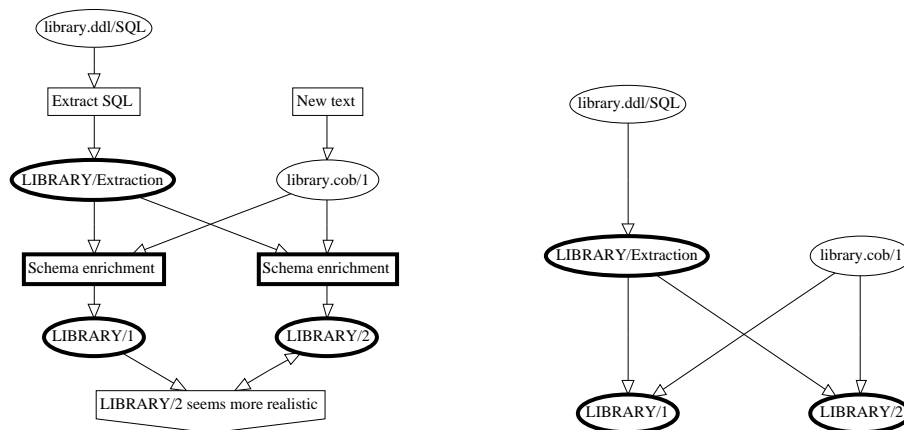 library.ddl/SQL
Extract SQL
New text
LIBRARY/Extraction
library.cob/1
Schema enrichment
Schema enrichment
LIBRARY/1
LIBRARY/2
LIBRARY/2 seems more realistic
library.ddl/SQL
LIBRARY/Extraction
library.cob/1
LIBRARY/1
LIBRARY/2